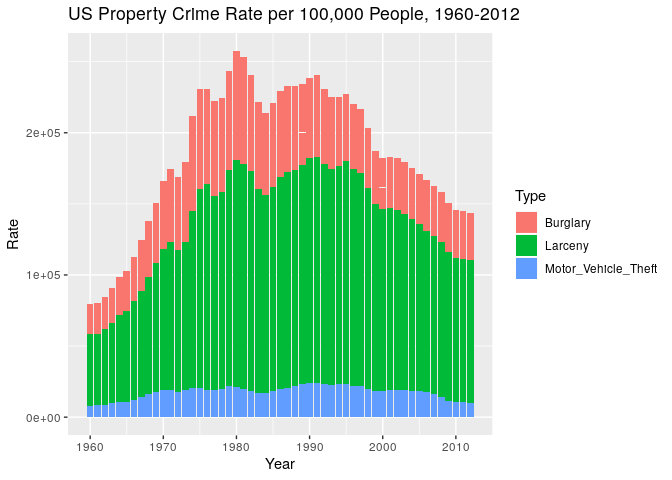 US Property Crime Rate per 100,000 People, 1960-2012
Rate
2e+05
1e+05
0e+00
1960 1970 1980 1990 2000 2010
Year
Type
Burglary
Larceny
Motor_Vehicle_Theft